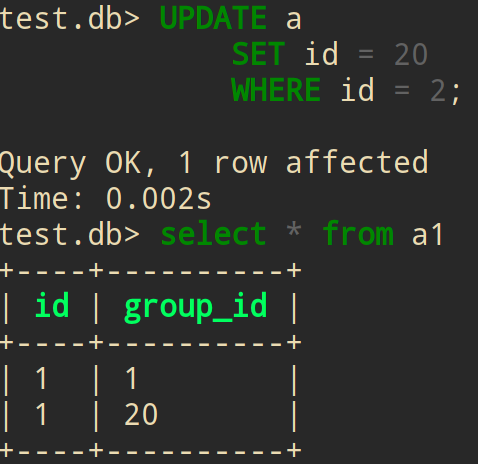 test.db> UPDATE a
SET id = 20
WHERE id = 2;
Query OK, 1 row affected
Time: 0.002s
test.db> select * from a1
+----+----------+
| id | group_id |
+----+----------+
| 1  | 1        |
| 1  | 20       |
+----+----------+